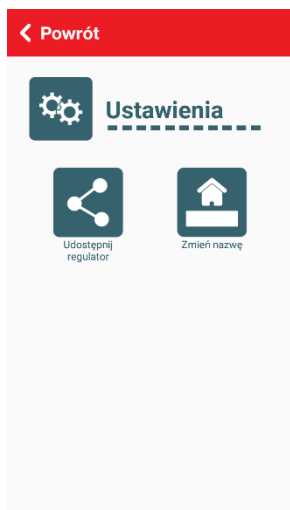 Powrót
Ustawienia
Udostępnij
regulator
Zmień nazwę